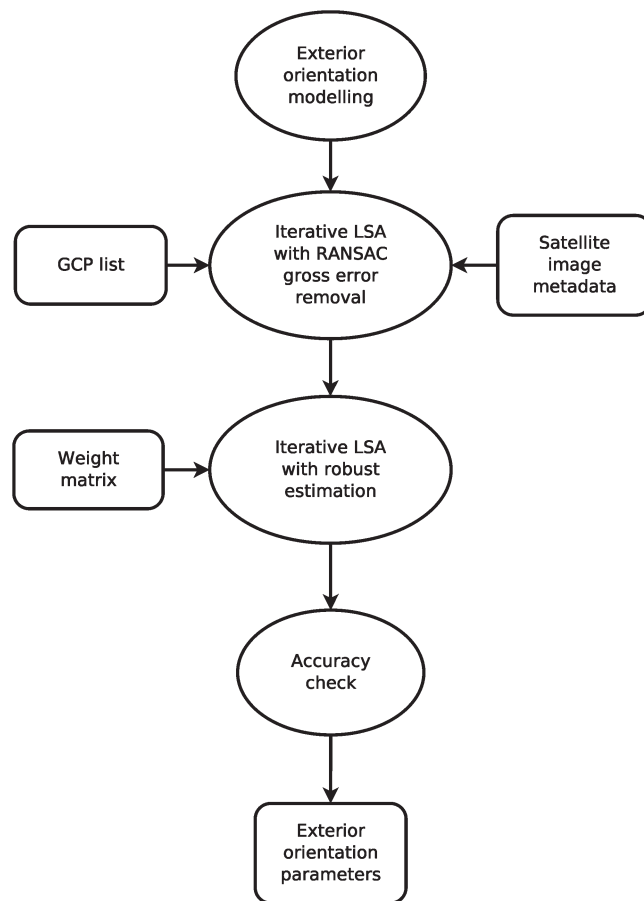 Exterior
orientation
modelling
GCP list
Iterative LSA
with RANSAC
gross error
removal
Satellite
image
metadata
Weight
matrix
Iterative LSA
with robust
estimation
Accuracy
check
Exterior
orientation
parameters